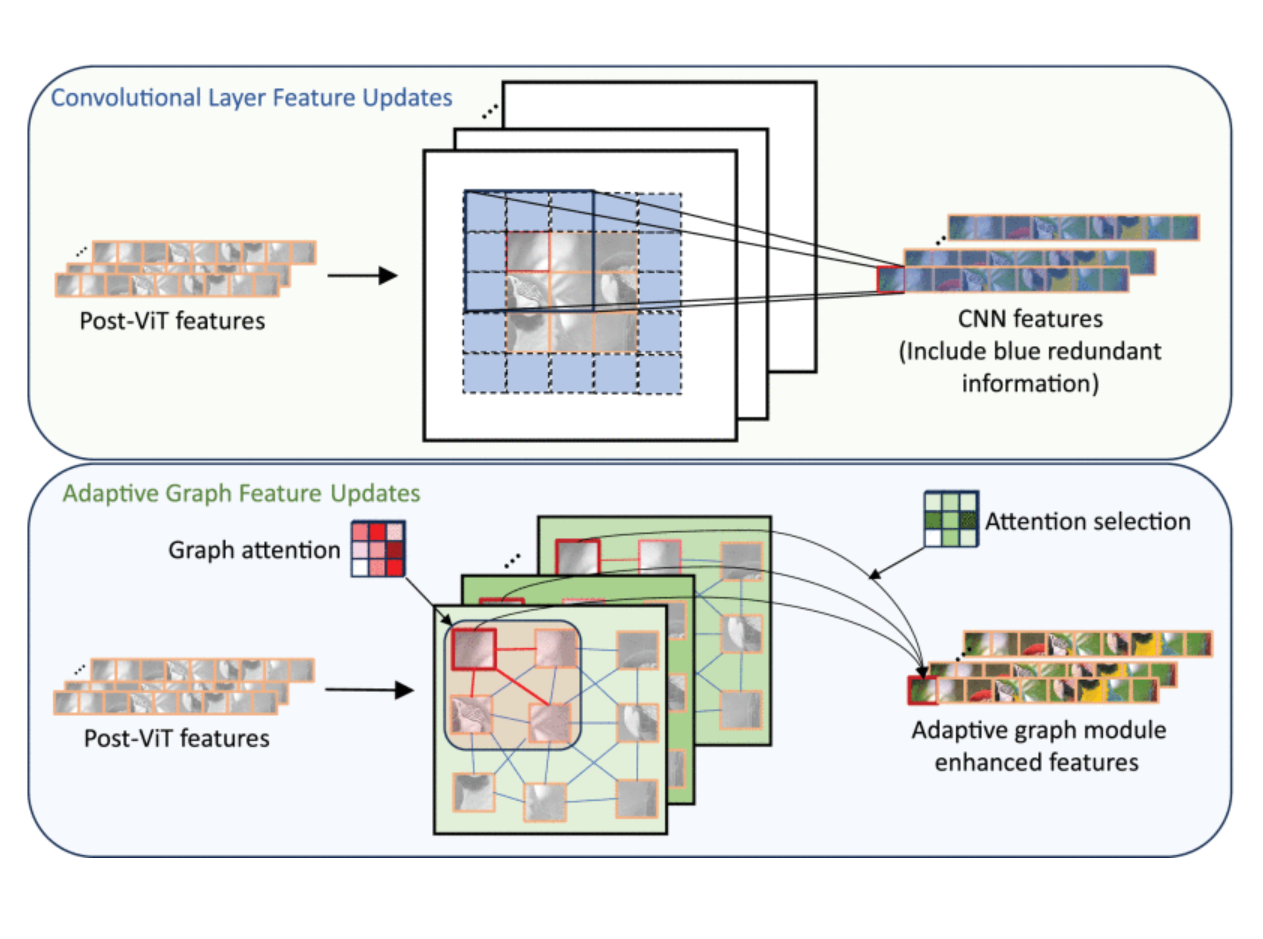 Convolutional Layer Feature Updates
Post-ViT features
CNN features
(Include blue redundant
information)
Adaptive Graph Feature Updates
Graph attention
Attention selection
Post-ViT features
Adaptive graph module
enhanced features